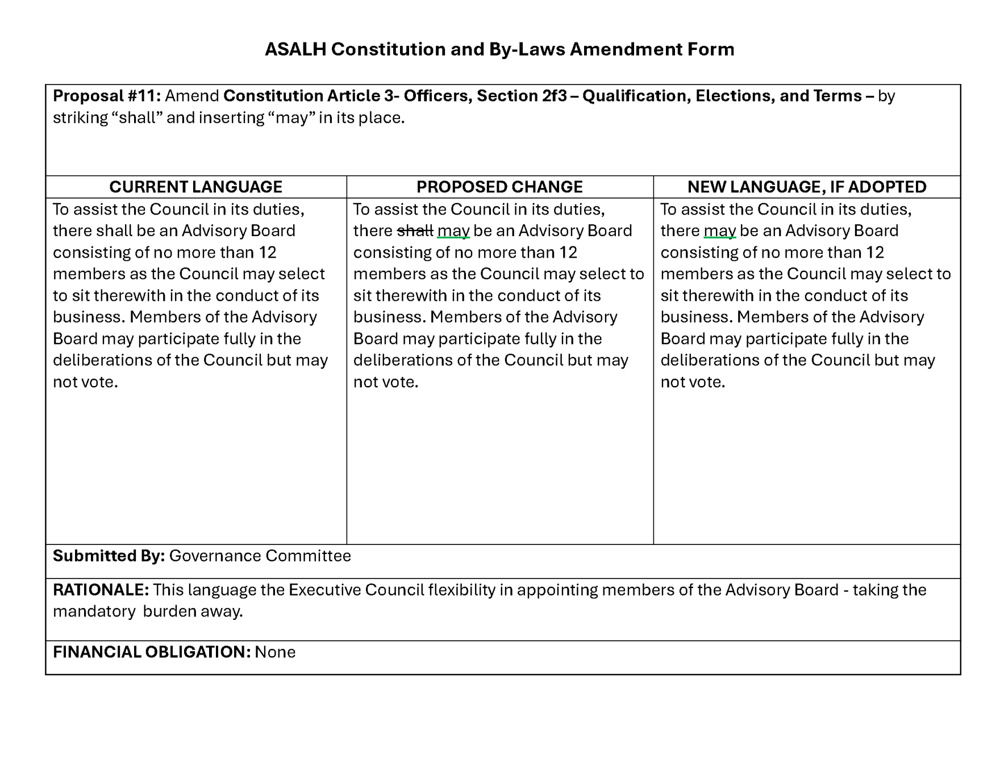 ASALH Constitution and By-Laws Amendment Form
Proposal #11: Amend Constitution Article 3- Officers, Section 2f3 – Qualification, Elections, and Terms – by
striking “shall” and inserting “may” in its place.
CURRENT LANGUAGE
To assist the Council in its duties,
there shall be an Advisory Board
consisting of no more than 12
members as the Council may select
to sit therewith in the conduct of its
business. Members of the Advisory
Board may participate fully in the
deliberations of the Council but may
not vote.
PROPOSED CHANGE
To assist the Council in its duties,
there shall may be an Advisory Board
consisting of no more than 12
members as the Council may select to
sit therewith in the conduct of its
business. Members of the Advisory
Board may participate fully in the
deliberations of the Council but may
not vote.
NEW LANGUAGE, IF ADOPTED
To assist the Council in its duties,
there may be an Advisory Board
consisting of no more than 12
members as the Council may select to
sit therewith in the conduct of its
business. Members of the Advisory
Board may participate fully in the
deliberations of the Council but may
not vote.
Submitted By: Governance Committee
RATIONALE: This language the Executive Council flexibility in appointing members of the Advisory Board - taking the
mandatory  burden away.
FINANCIAL OBLIGATION: None